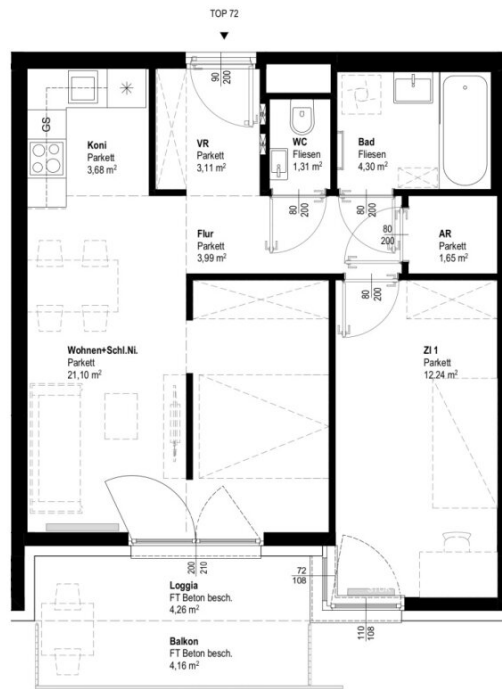 TOP 72
90
200
GS
Koni
Parkett
3,68 m²
VR
Parkett
3,11 m²
WC
Fliesen
1,31 m²
Bad
Fliesen
4,30 m²
80
200
80
200
Flur
Parkett
3,99 m²
80
200
AR
Parkett
1,65 m²
80
200
Wohnen+Schl.Ni.
Parkett
21,10 m²
ZI 1
Parkett
12,24 m²
200
210
72
108
Loggia
FT Beton besch.
4,26 m²
110
108
Balkon
FT Beton besch.
4,16 m²